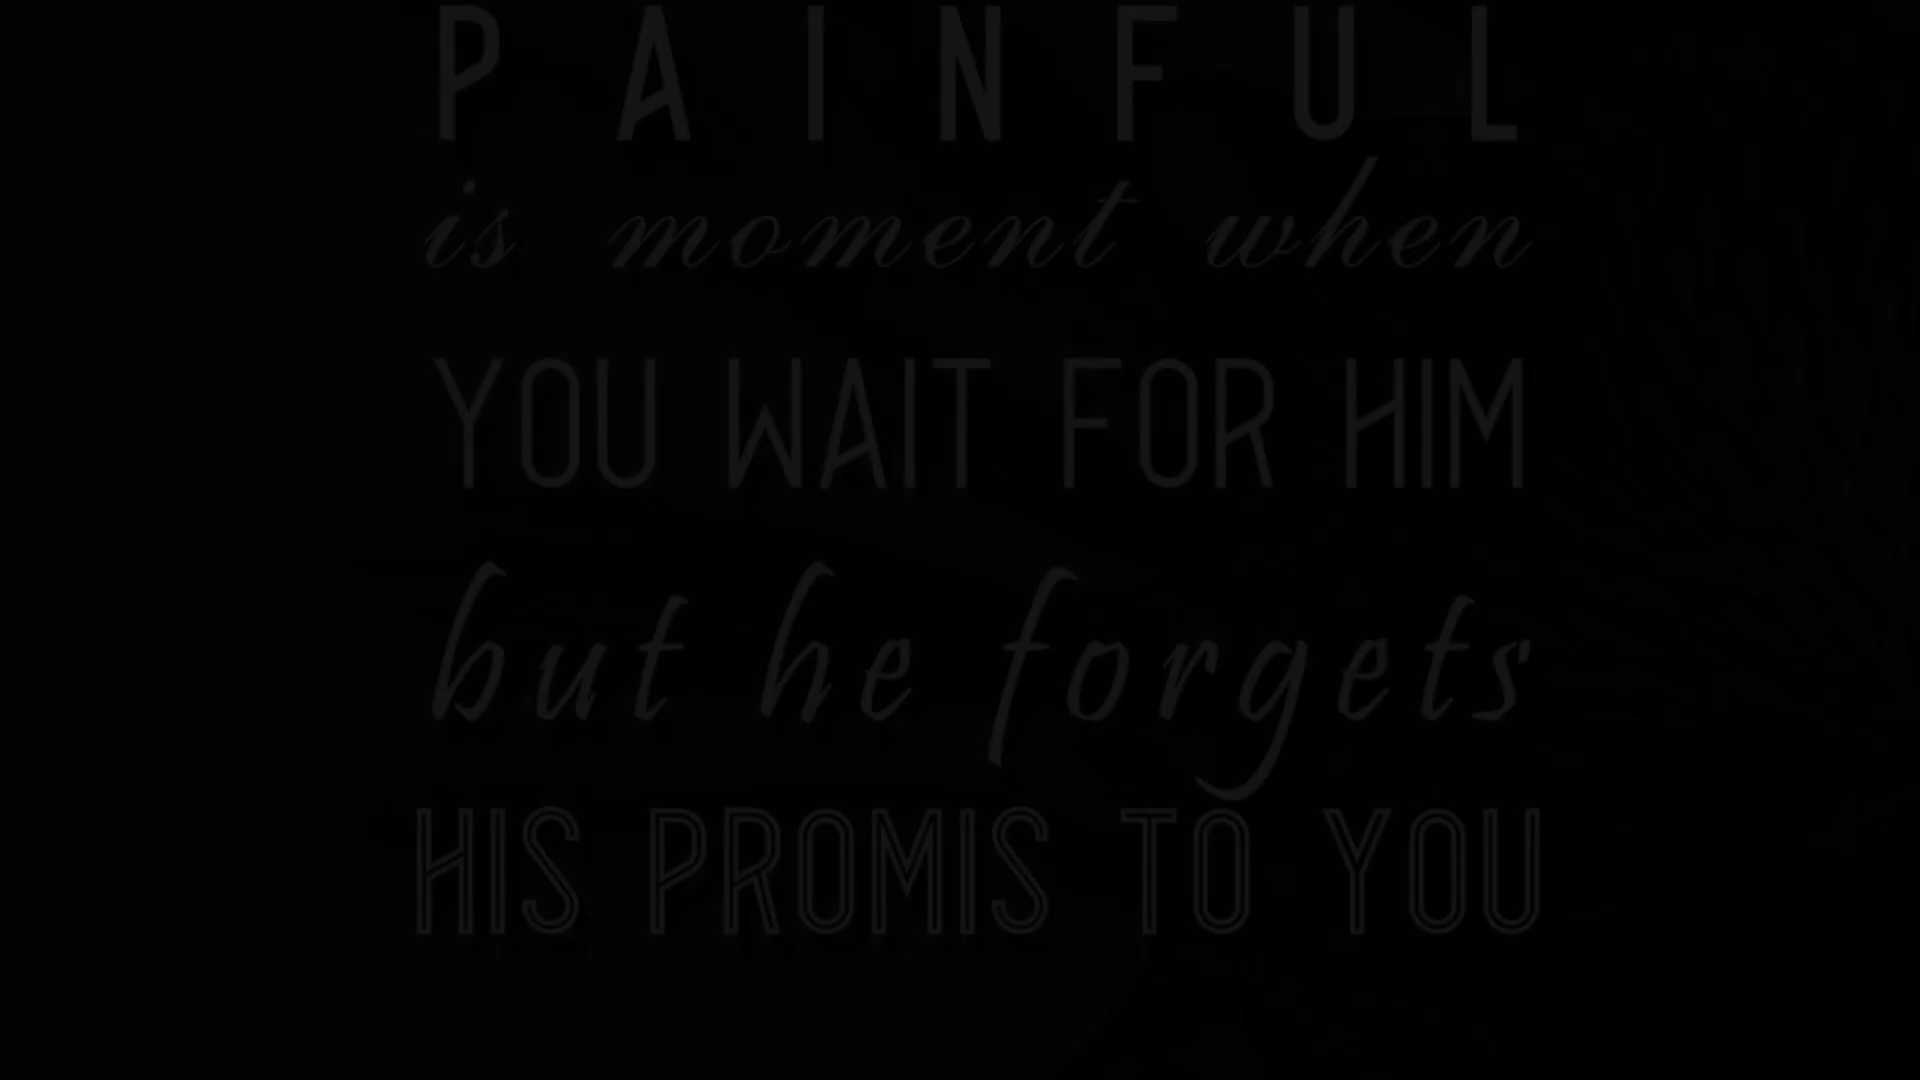 PAINFUL
is moment when
YOU WAIT FOR HIM
but he forgets
HIS PROMIS TO YOU